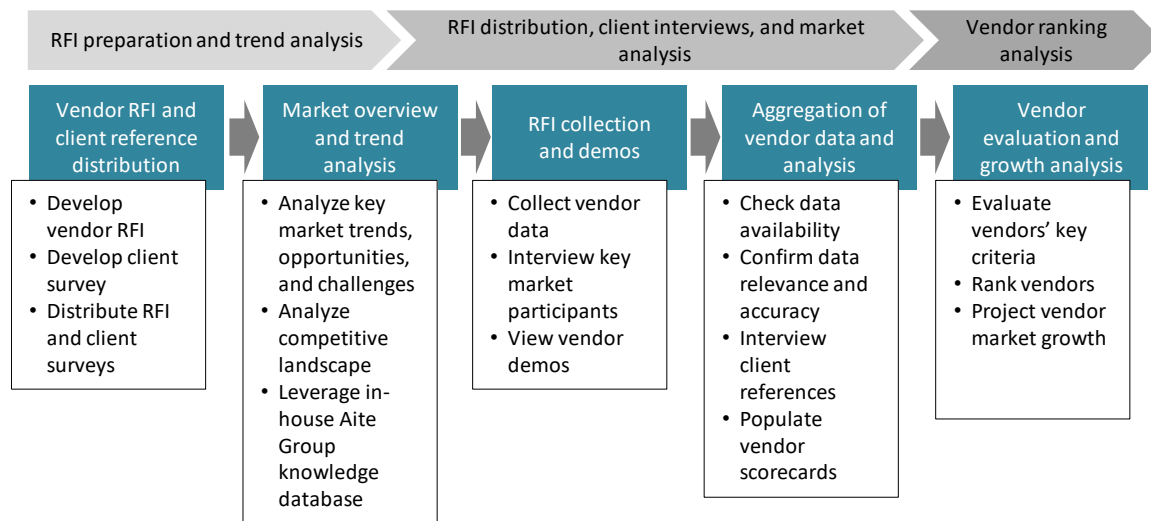 RFI preparation and trend analysis
RFI distribution, client interviews, and market
analysis
Vendor ranking
analysis
Vendor RFI and
client reference
distribution
• Develop
vendor RFI
• Develop client
survey
• Distribute RFI
and client
surveys
Market overview
and trend
analysis
• Analyze key
market trends,
opportunities,
and challenges
• Analyze
competitive
landscape
• Leverage in-
house Aite
Group
knowledge
database
RFI collection
and demos
• Collect vendor
data
• Interview key
market
participants
• View vendor
demos
Aggregation of
vendor data and
analysis
• Check data
availability
• Confirm data
relevance and
accuracy
• Interview
client
references
• Populate
vendor
scorecards
Vendor
evaluation and
growth analysis
• Evaluate
vendors’ key
criteria
• Rank vendors
• Project vendor
market growth